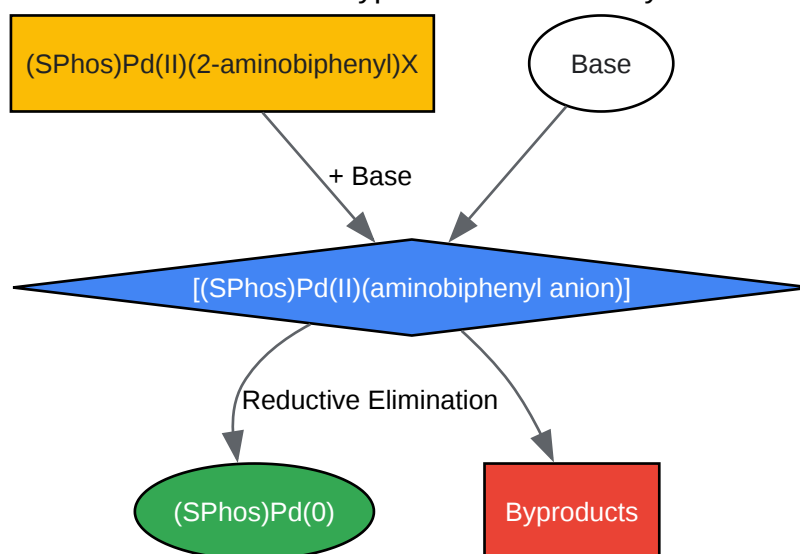 (SPhos)Pd(II)(2-aminobiphenyl)X
Base
+ Base
[(SPhos)Pd(II)(aminobiphenyl anion)]
Reductive Elimination
(SPhos)Pd(0)
Byproducts